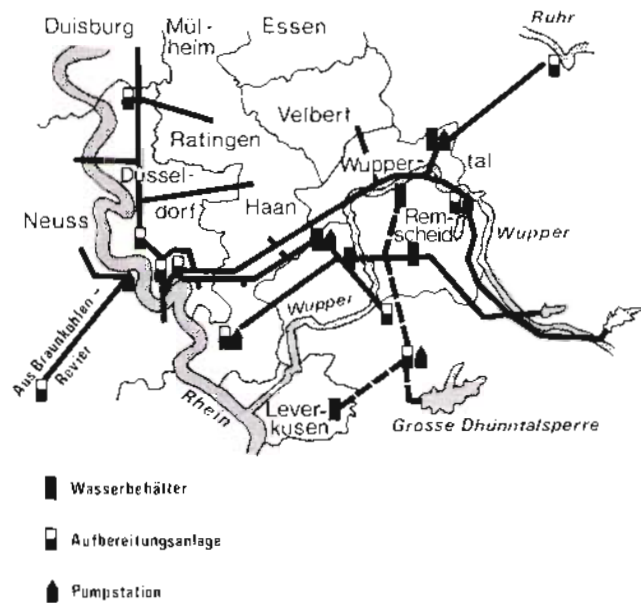 Duisburg
Mül-
heim
Essen
Ruhr
Velbert
Ratingen
Wupper-
tal
Düssel-
dorf
Haan
Neuss
Rem-
scheid
Wupper
Wupper
Aus Braunkohlen-
Revier
Rhein
Lever-
kusen
Grosse Dhünntalsperre
Wasserbehälter
Aufbereitungsanlage
Pumpstation